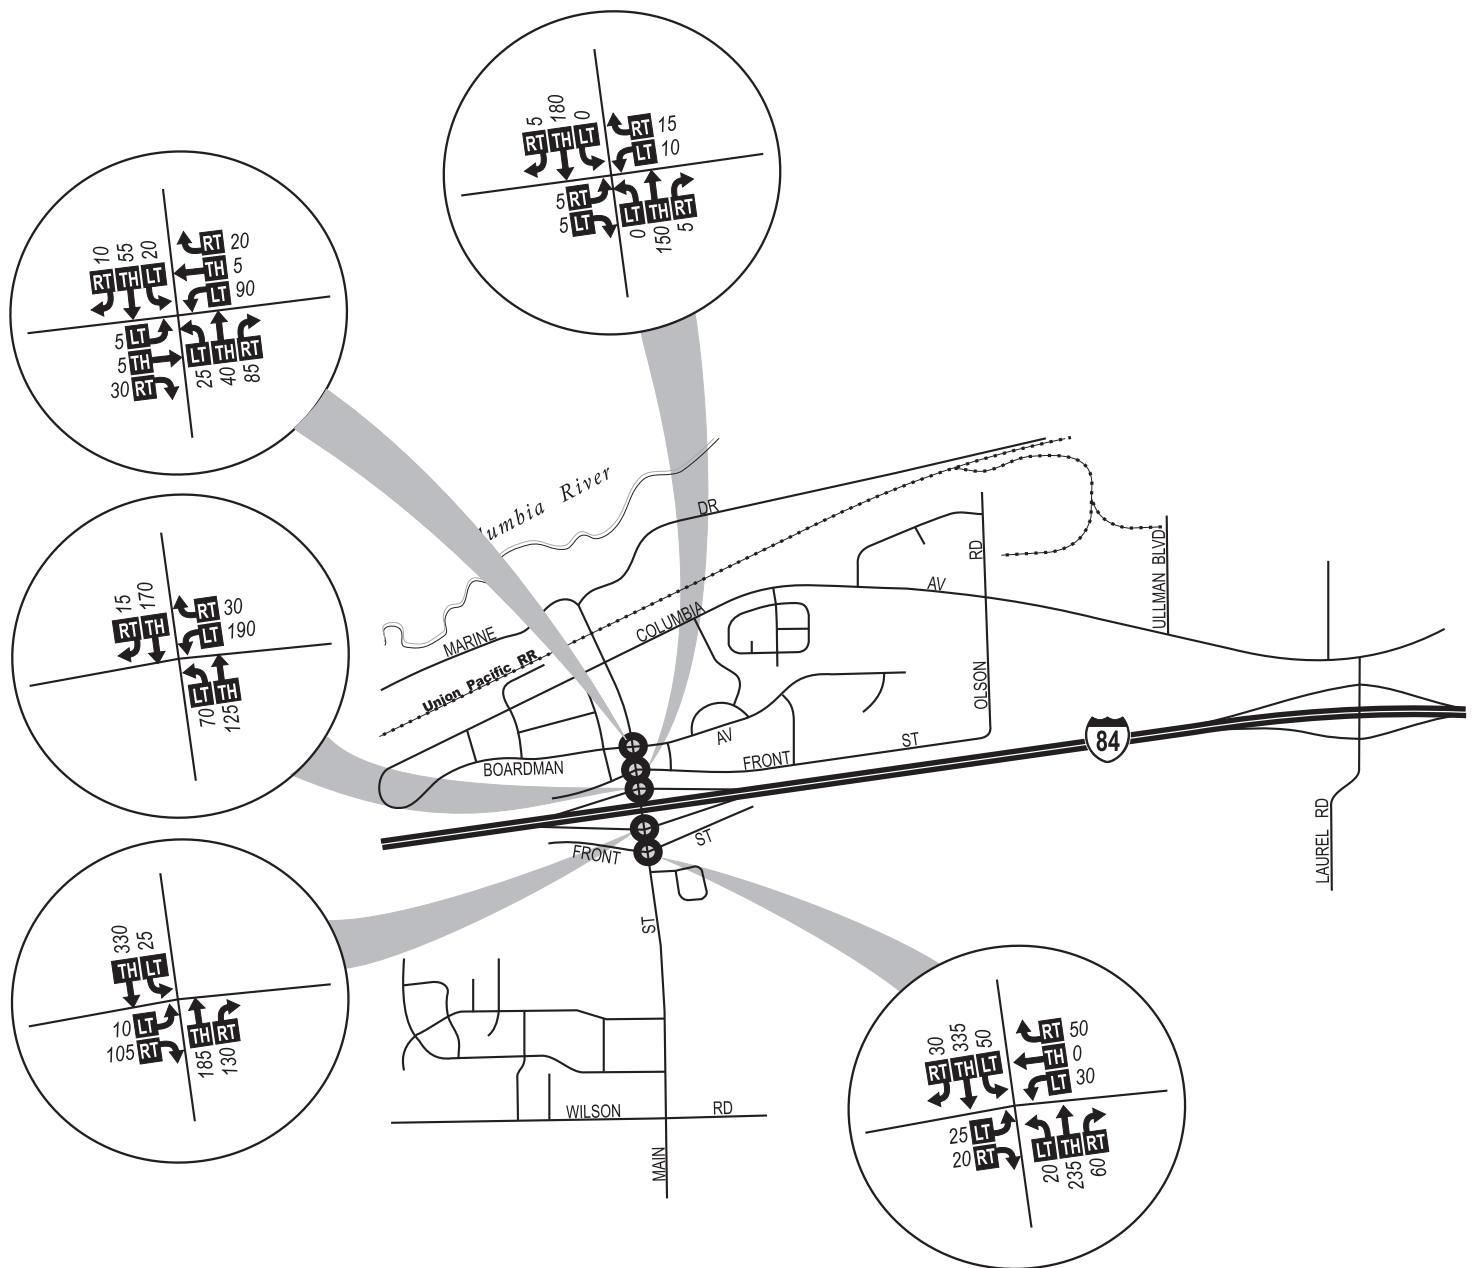 5
180
0
RT TH LT
RT 15
LT 10
5 RT
5 LT
LT TH RT
0
150
5
10
55
20
RT TH LT
RT 20
TH 5
LT 90
5 LT
5 TH
30 RT
LT TH RT
25
40
85
15
170
RT TH
RT 30
LT 190
LT TH
70
125
330
25
TH LT
10 LT
105 RT
TH RT
185
130
30
335
50
RT TH LT
RT 50
TH 0
LT 30
25 LT
20 RT
LT TH RT
20
235
60
lumbia River
DR
MARINE
Union Pacific RR
COLUMBIA
AV
RD
OLSON
ULLMAN BLVD
BOARDMAN
AV
FRONT
ST
84
LAUREL RD
FRONT
ST
ST
WILSON
RD
MAIN